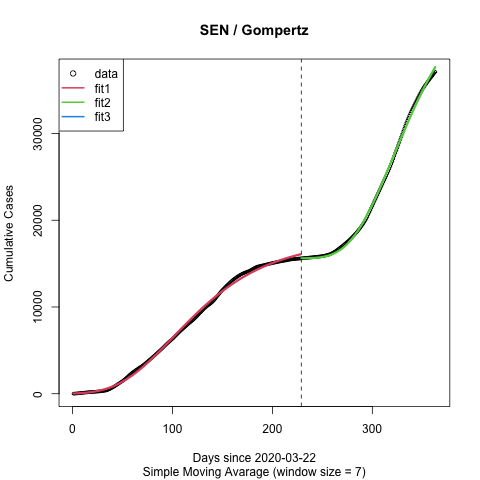 SEN / Gompertz
data
fit1
fit2
fit3
Cumulative Cases
0
10000
20000
30000
0
100
200
300
Days since 2020-03-22
Simple Moving Avarage (window size = 7)